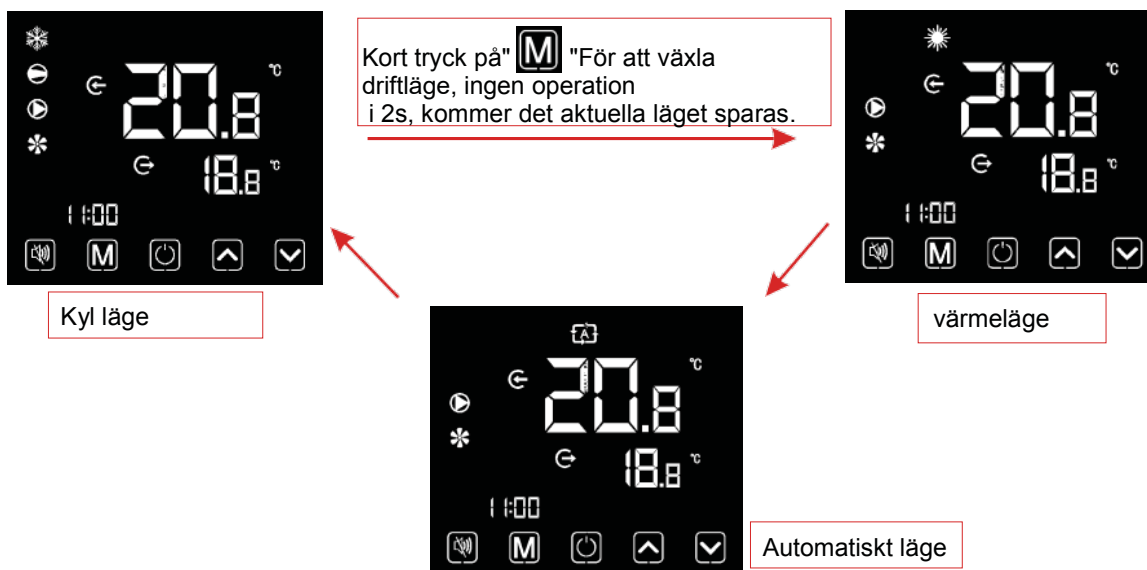 20.8 °C
18.8 °C
11:00
M
Kyl läge
Kort tryck på" M "För att växla
driftläge, ingen operation
i 2s, kommer det aktuella läget sparas.
20.8 °C
18.8 °C
11:00
M
värmeläge
A
20.8 °C
18.8 °C
11:00
M
Automatiskt läge